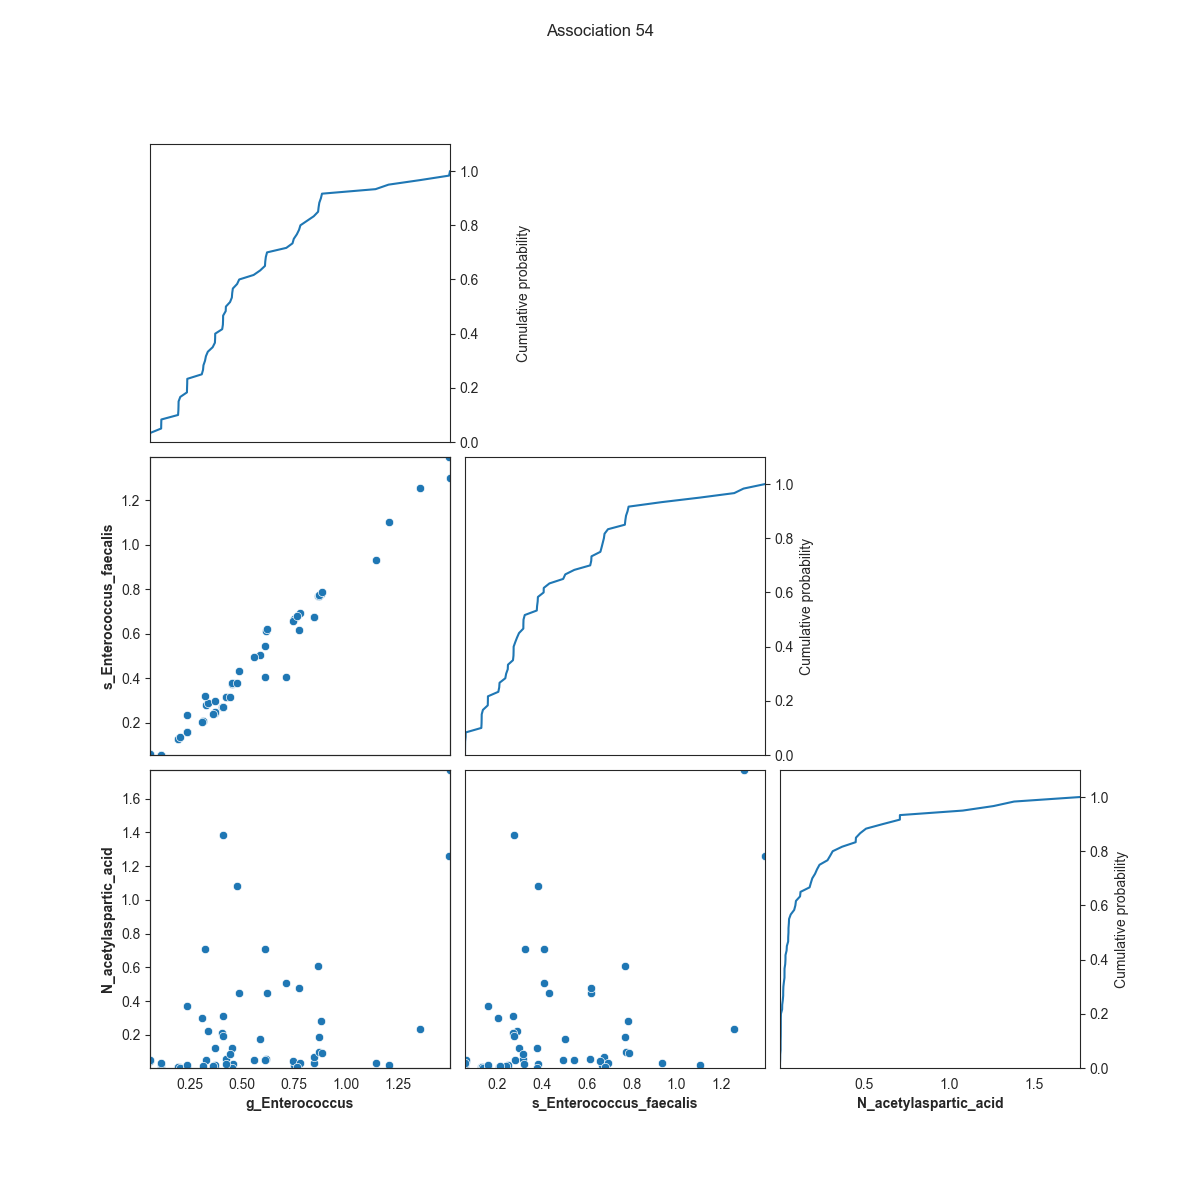 Association 54
1.0
0.8
0.6
0.4
0.2
0.0
Cumulative probability
s_Enterococcus_faecalis
1.2
1.0
0.8
0.6
0.4
0.2
1.0
0.8
0.6
0.4
0.2
0.0
Cumulative probability
N_acetylaspartic_acid
1.6
1.4
1.2
1.0
0.8
0.6
0.4
0.2
1.0
0.8
0.6
0.4
0.2
0.0
Cumulative probability
0.25 0.50 0.75 1.00 1.25
g_Enterococcus
0.2 0.4 0.6 0.8 1.0 1.2
s_Enterococcus_faecalis
0.5 1.0 1.5
N_acetylaspartic_acid